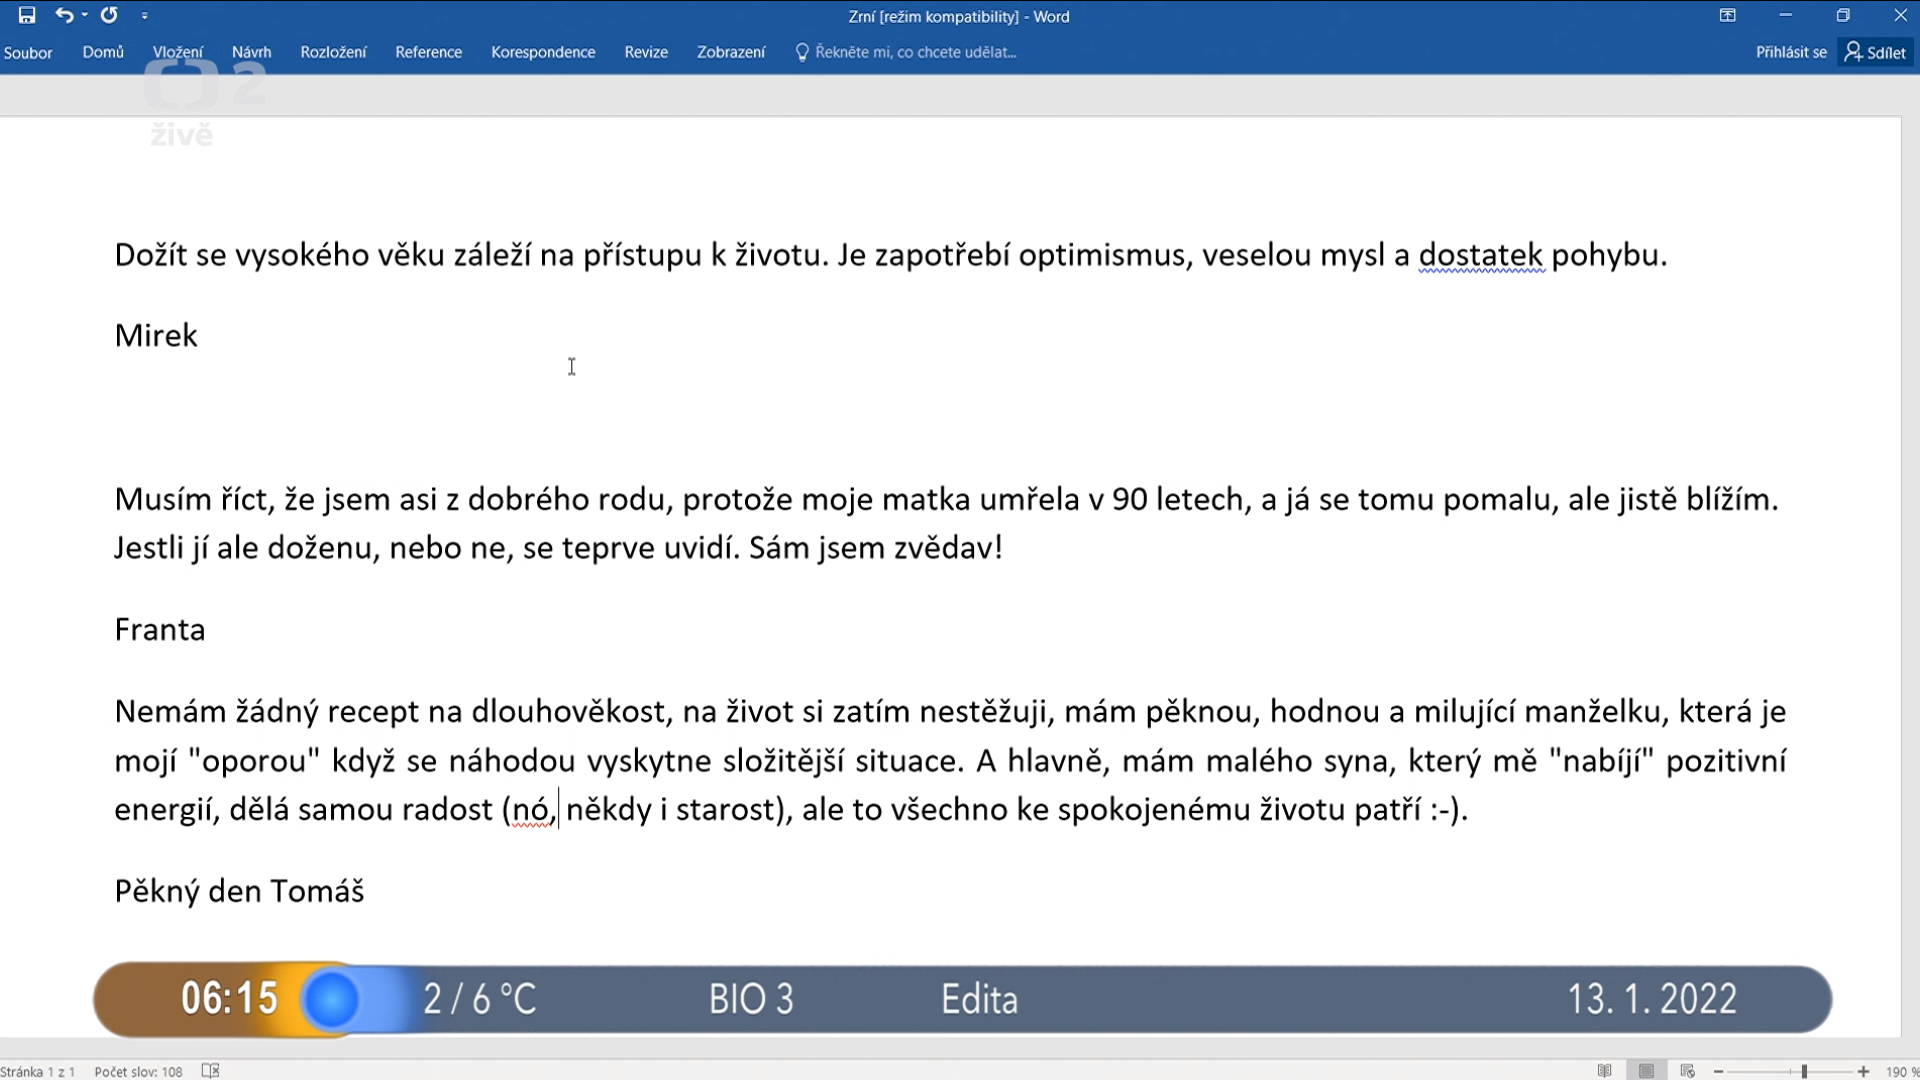 Zrní [režim kompatibility] - Word
Soubor Domů Vložení Návrh Rozložení Reference Korespondence Revize Zobrazení Řekněte mi, co chcete udělat... Přihlásit se Sdílet
2
živě
Dožít se vysokého věku záleží na přístupu k životu. Je zapotřebí optimismus, veselou mysl a dostatek pohybu.
Mirek
Musím říct, že jsem asi z dobrého rodu, protože moje matka umřela v 90 letech, a já se tomu pomalu, ale jistě blížím.
Jestli jí ale doženu, nebo ne, se teprve uvidí. Sám jsem zvědav!
Franta
Nemám žádný recept na dlouhověkost, na život si zatím nestěžuji, mám pěknou, hodnou a milující manželku, která je
mojí "oporou" když se náhodou vyskytne složitější situace. A hlavně, mám malého syna, který mě "nabíjí" pozitivní
energií, dělá samou radost (nó, někdy i starost), ale to všechno ke spokojenému životu patří :-).
Pěkný den Tomáš
06:15 2 / 6 °C BIO 3 Edita 13. 1. 2022
Stránka 1 z 1 Počet slov: 108 190 %